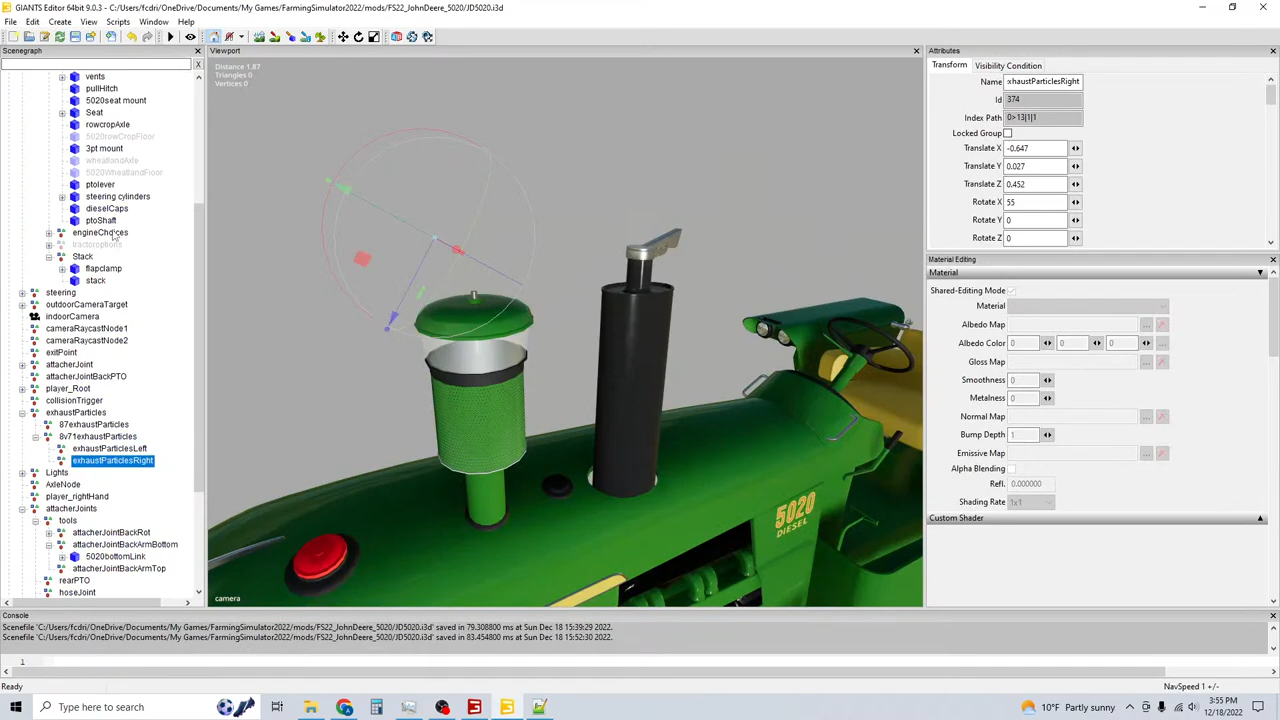 GIANTS Editor 64bit 9.0.3 - C:/Users/fcdri/OneDrive/Documents/My Games/FarmingSimulator2022/mods/FS22_JohnDeere_5020/JD5020.i3d
File Edit Create View Scripts Window Help
Scenegraph
X
vents
pullHitch
5020seat mount
Seat
rowcropAxle
5020rowCropFloor
3pt mount
wheatlandAxle
5020WheatlandFloor
ptolever
steering cylinders
dieselCaps
ptoShaft
engineChoices
tractoroptions
Stack
flapclamp
stack
steering
outdoorCameraTarget
indoorCamera
cameraRaycastNode1
cameraRaycastNode2
exitPoint
attacherJoint
attacherJointBackPTO
player_Root
collisionTrigger
exhaustParticles
87exhaustParticles
8v71exhaustParticles
exhaustParticlesLeft
exhaustParticlesRight
Lights
AxleNode
player_rightHand
attacherJoints
tools
attacherJointBackRot
attacherJointBackArmBottom
5020bottomLink
attacherJointBackArmTop
rearPTO
hoseJoint
Viewport
Distance 1.87
Triangles 0
Vertices 0
5020
DIESEL
camera
Attributes
Transform Visibility Condition
Name xhaustParticlesRight
Id 374
Index Path 0>13|1|1
Locked Group
Translate X -0.647
Translate Y 0.027
Translate Z 0.452
Rotate X 55
Rotate Y 0
Rotate Z 0
Material Editing
Material
Shared-Editing Mode
Material
Albedo Map ...
Albedo Color 0 0 0 ...
Gloss Map ...
Smoothness 0
Metalness 0
Normal Map ...
Bump Depth 1
Emissive Map ...
Alpha Blending
Refl. 0.000000
Shading Rate 1x1
Custom Shader
Console
Scenefile 'C:/Users/fcdri/OneDrive/Documents/My Games/FarmingSimulator2022/mods/FS22_JohnDeere_5020/JD5020.i3d' saved in 79.308800 ms at Sun Dec 18 15:39:29 2022.
Scenefile 'C:/Users/fcdri/OneDrive/Documents/My Games/FarmingSimulator2022/mods/FS22_JohnDeere_5020/JD5020.i3d' saved in 83.454800 ms at Sun Dec 18 15:52:30 2022.
1
Ready
NavSpeed 1 +/-
Type here to search
10°F Partly sunny
3:55 PM
12/18/2022